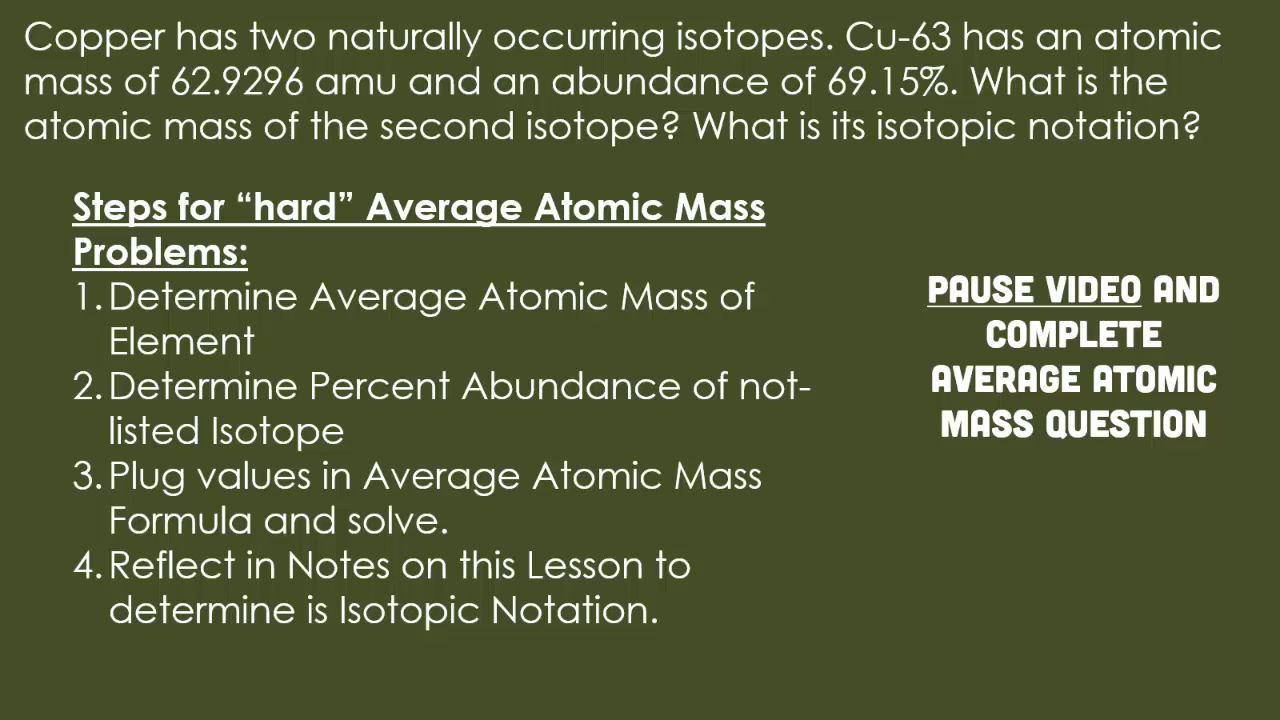 Copper has two naturally occurring isotopes. Cu-63 has an atomic
mass of 62.9296 amu and an abundance of 69.15%. What is the
atomic mass of the second isotope? What is its isotopic notation?
Steps for “hard” Average Atomic Mass
Problems:
1. Determine Average Atomic Mass of
Element
2. Determine Percent Abundance of not-
listed Isotope
3. Plug values in Average Atomic Mass
Formula and solve.
4. Reflect in Notes on this Lesson to
determine is Isotopic Notation.
PAUSE VIDEO AND
COMPLETE
AVERAGE ATOMIC
MASS QUESTION